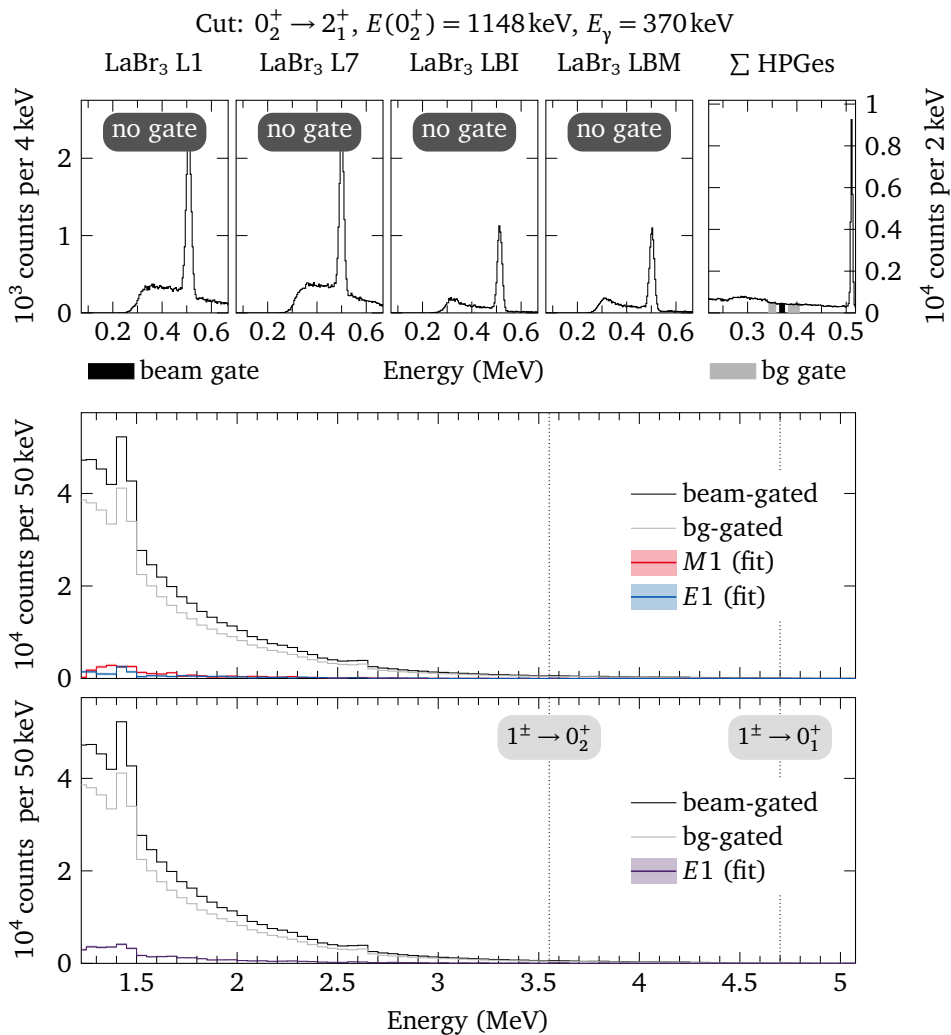 Cut: 0₂⁺ → 2₁⁺, E(0₂⁺) = 1148 keV, Eᵧ = 370 keV
LaBr₃ L1 LaBr₃ L7 LaBr₃ LBI LaBr₃ LBM ∑ HPGes
no gate no gate no gate no gate
10³ counts per 4 keV
0 1 2
0 0.2 0.4 0.6 0.8 1
10⁴ counts per 2 keV
0.2 0.4 0.6 0.2 0.4 0.6 0.2 0.4 0.6 0.2 0.4 0.6 0.3 0.4 0.5
beam gate Energy (MeV) bg gate
10⁴ counts per 50 keV
4
2
0
beam-gated
bg-gated
M1 (fit)
E1 (fit)
10⁴ counts per 50 keV
4
2
0
1± → 0₂⁺ 1± → 0₁⁺
beam-gated
bg-gated
E1 (fit)
1.5 2 2.5 3 3.5 4 4.5 5
Energy (MeV)